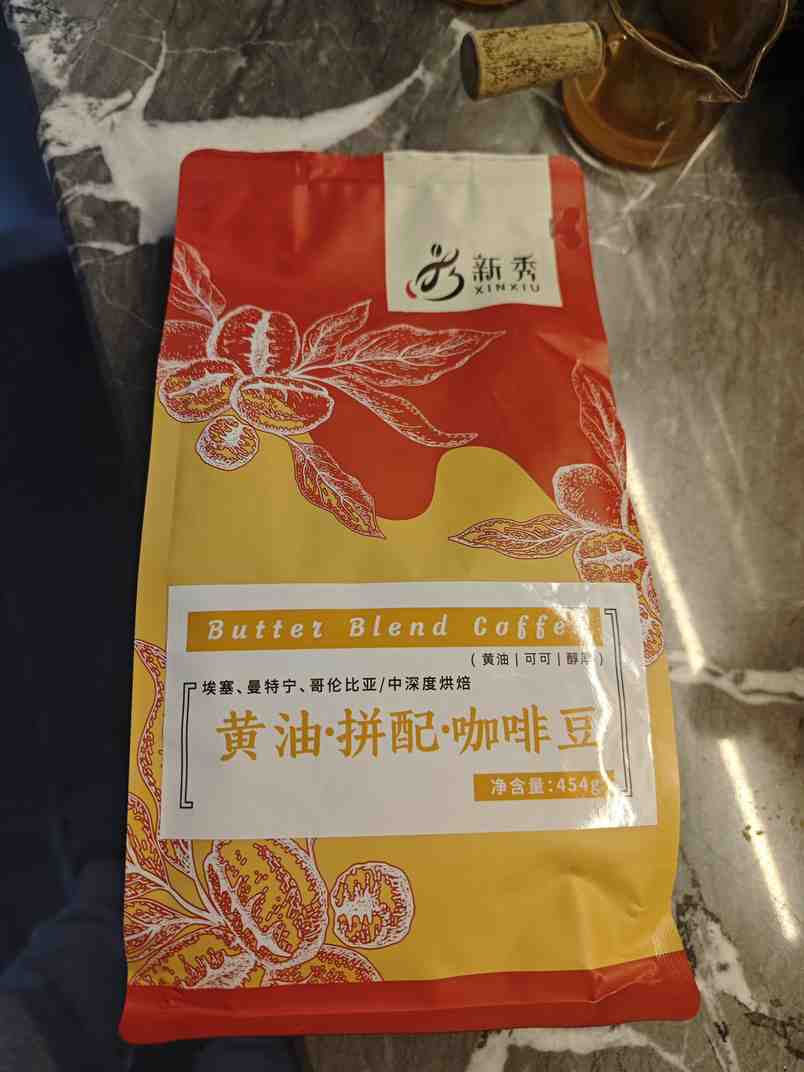 新秀
XINXIU
Butter Blend Coffee
(黄油|可可|醇厚)
埃塞、曼特宁、哥伦比亚/中深度烘焙
黄油·拼配·咖啡豆
净含量:454g